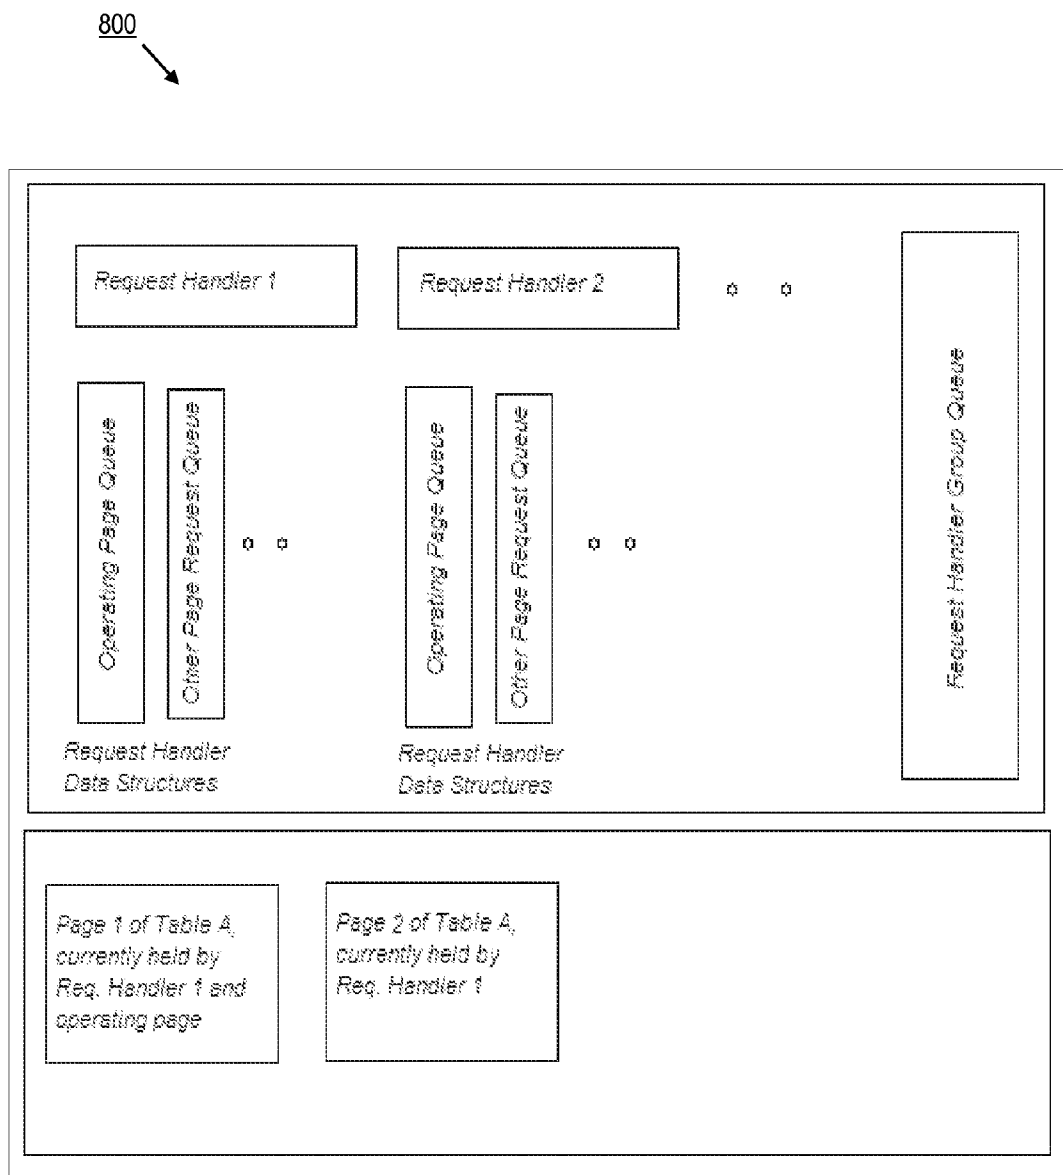 800
Request Handler 1
Request Handler 2
Operating Page Queue
Other Page Request Queue
Operating Page Queue
Other Page Request Queue
Request Handler Group Queue
Request Handler
Data Structures
Request Handler
Data Structures
Page 1 of Table A,
currently held by
Req. Handler 1 and
operating page
Page 2 of Table A,
currently held by
Req. Handler 1